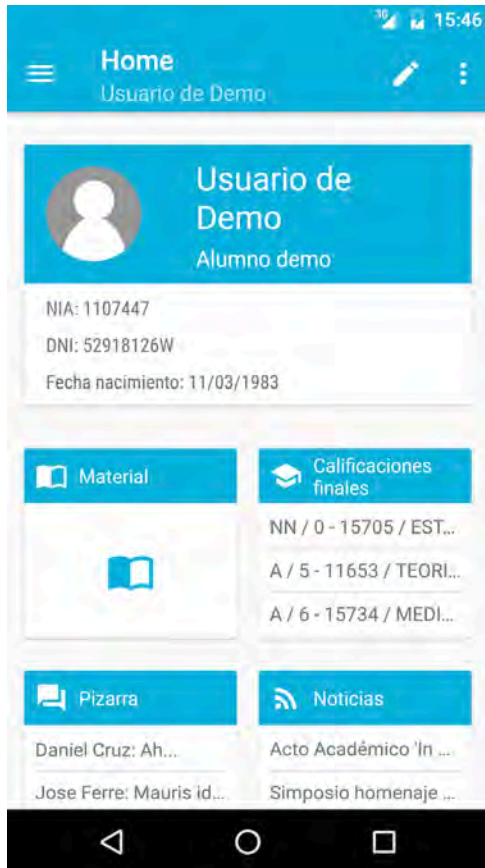 3G 15:46
Home
Usuario de Demo
Usuario de
Demo
Alumno demo
NIA: 1107447
DNI: 52918126W
Fecha nacimiento: 11/03/1983
Material
Calificaciones
finales
NN / 0 - 15705 / EST...
A / 5 - 11653 / TEORI...
A / 6 - 15734 / MEDI...
Pizarra
Daniel Cruz: Ah...
Jose Ferre: Mauris id...
Noticias
Acto Académico 'In ...
Simposio homenaje ...